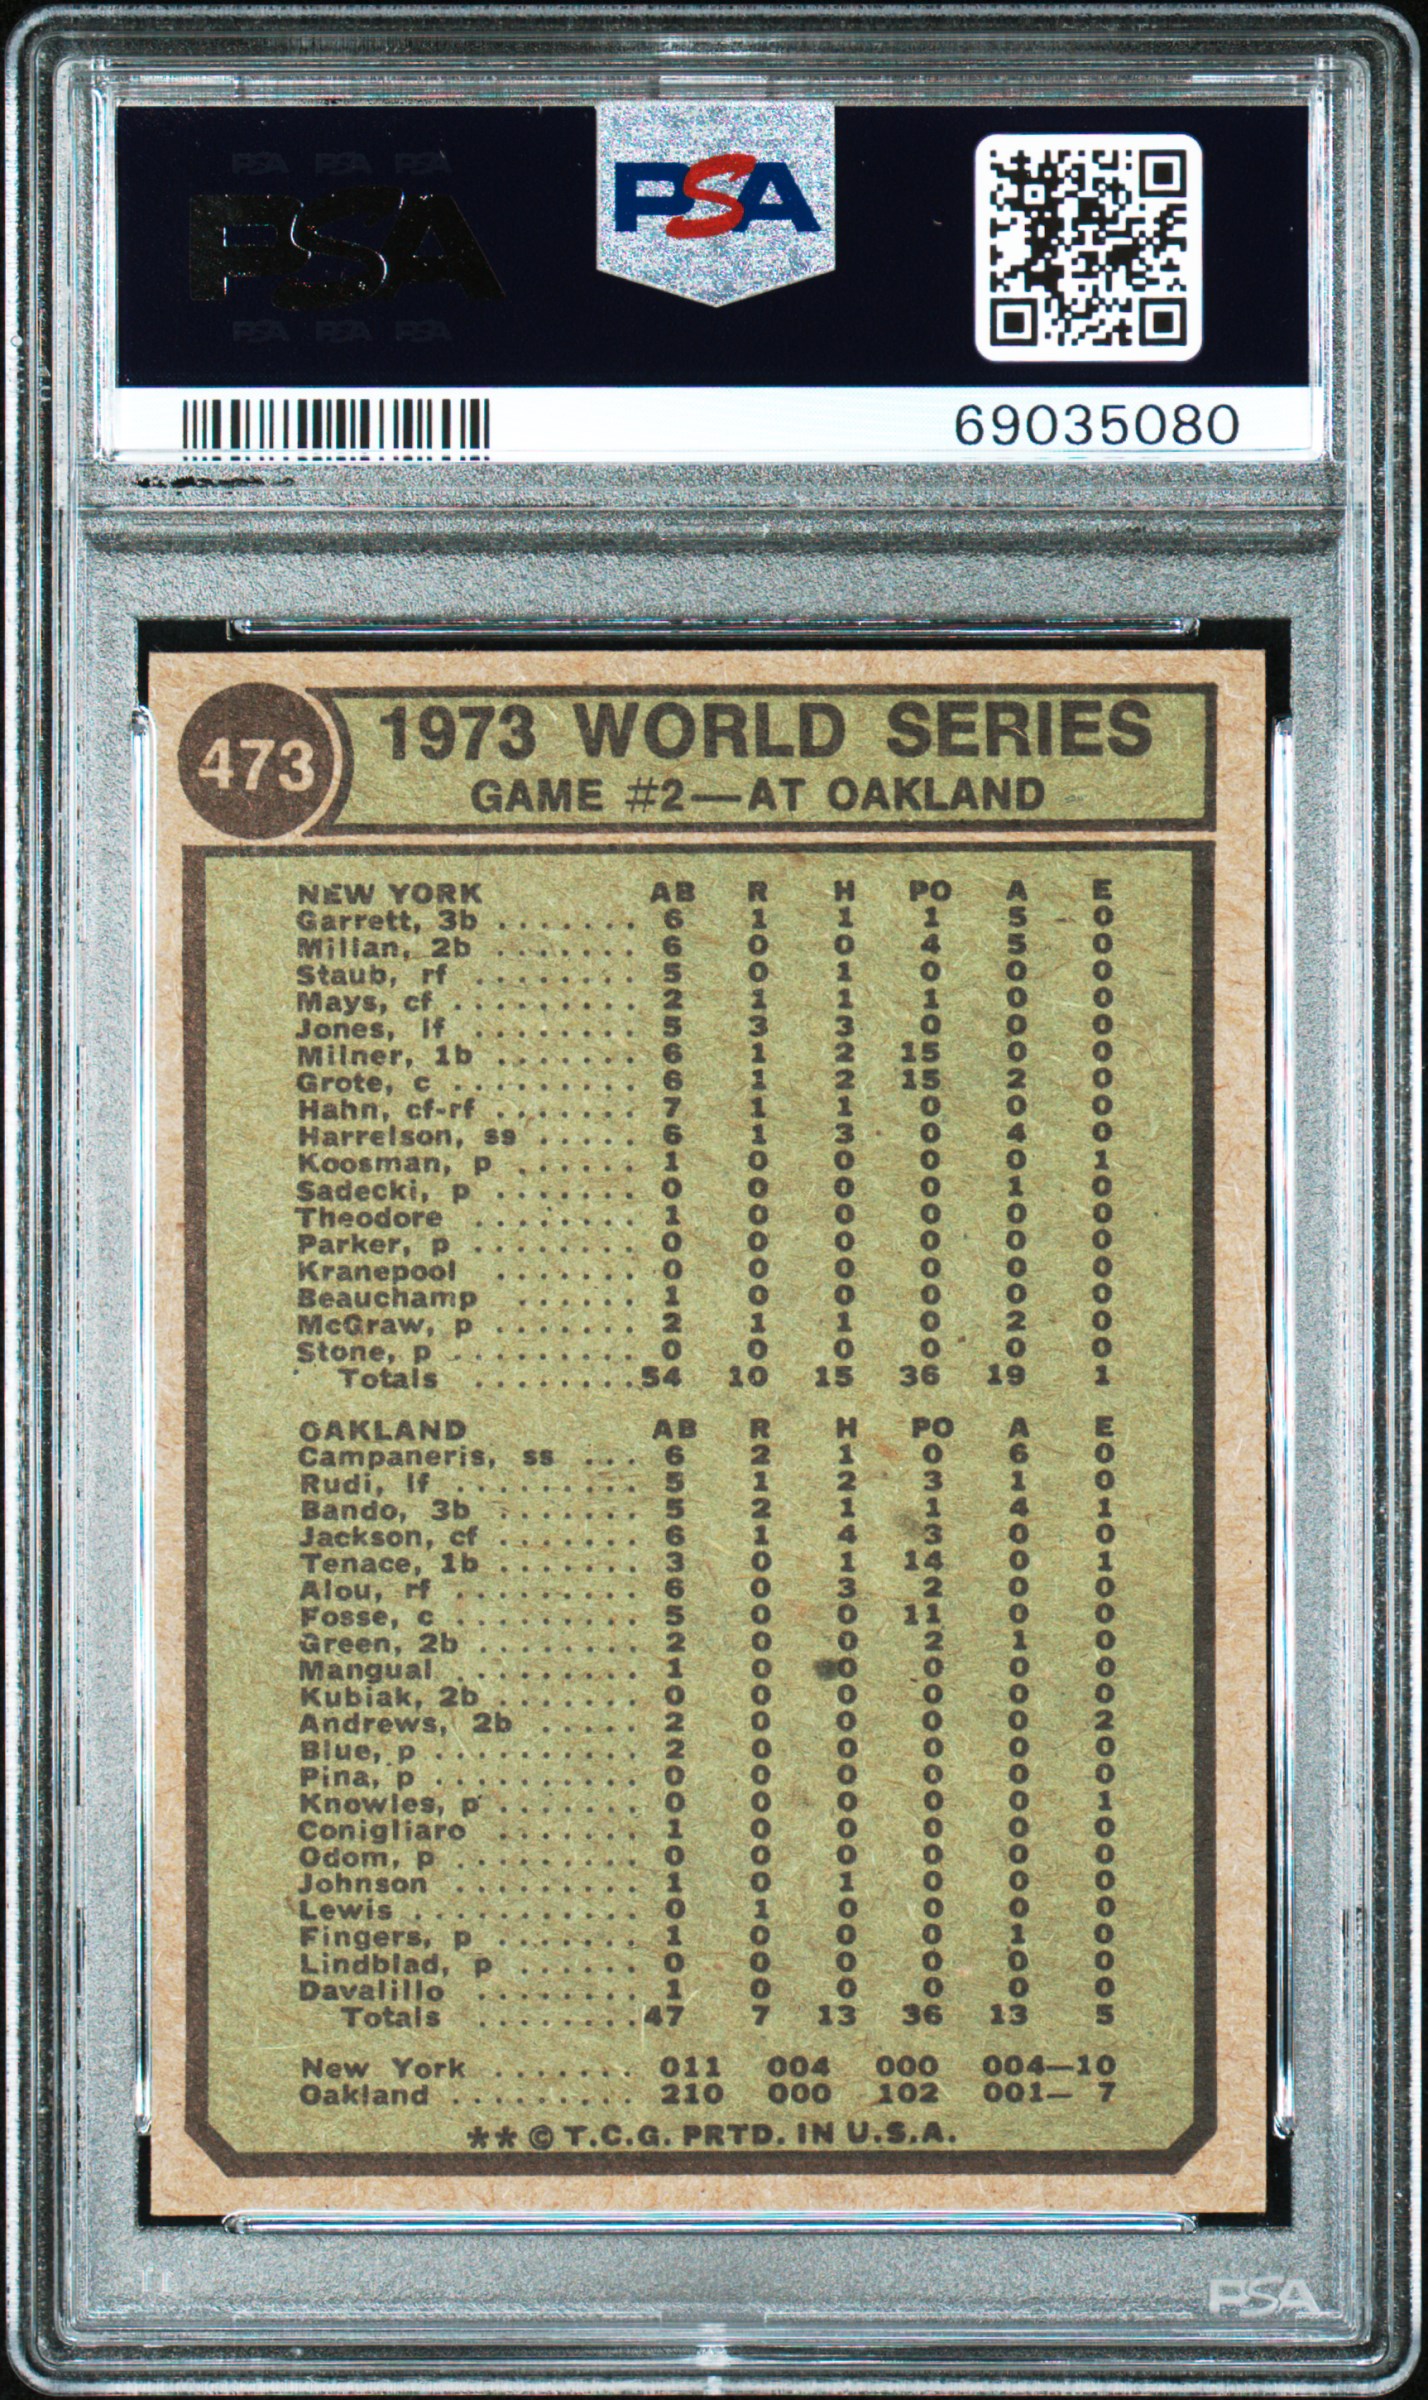 PSA PSA PSA
PSA
PSA PSA PSA
PSA
69035080
473
1973 WORLD SERIES
GAME #2—AT OAKLAND
NEW YORK AB R H PO A E
Garrett, 3b ....... 6 1 1 1 5 0
Millan, 2b ....... 6 0 0 4 5 0
Staub, rf ........ 5 0 1 0 0 0
Mays, cf ......... 2 1 1 1 0 0
Jones, lf ........ 5 3 3 0 0 0
Milner, 1b ....... 6 1 2 15 0 0
Grote, c ......... 6 1 2 15 2 0
Hahn, cf-rf ....... 7 1 1 0 0 0
Harrelson, ss ..... 6 1 3 0 4 0
Koosman, p ...... 1 0 0 0 0 1
Sadecki, p ....... 0 0 0 0 1 0
Theodore ........ 1 0 0 0 0 0
Parker, p ........ 0 0 0 0 0 0
Kranepool ....... 0 0 0 0 0 0
Beauchamp ...... 1 0 0 0 0 0
McGraw, p ....... 2 1 1 0 2 0
Stone, p ......... 0 0 0 0 0 0
Totals ........ 54 10 15 36 19 1
OAKLAND AB R H PO A E
Campaneris, ss ... 6 2 1 0 6 0
Rudi, lf ......... 5 1 2 3 1 0
Bando, 3b ....... 5 2 1 1 4 1
Jackson, cf ....... 6 1 4 3 0 0
Tenace, 1b ....... 3 0 1 14 0 1
Alou, rf ......... 6 0 3 2 0 0
Fosse, c ......... 5 0 0 11 0 0
Green, 2b ........ 2 0 0 2 1 0
Mangual ......... 1 0 0 0 0 0
Kubiak, 2b ....... 0 0 0 0 0 0
Andrews, 2b ..... 2 0 0 0 0 2
Blue, p .......... 2 0 0 0 0 0
Pina, p .......... 0 0 0 0 0 0
Knowles, p ....... 0 0 0 0 0 1
Conigliaro ....... 1 0 0 0 0 0
Odom, p ......... 0 0 0 0 0 0
Johnson ......... 1 0 1 0 0 0
Lewis ........... 0 1 0 0 0 0
Fingers, p ....... 1 0 0 0 1 0
Lindblad, p ...... 0 0 0 0 0 0
Davalillo ........ 1 0 0 0 0 0
Totals ........ 47 7 13 36 13 5
New York ....... 011 004 000 004—10
Oakland ......... 210 000 102 001— 7
** © T.C.G. PRTD. IN U.S.A.
PSA